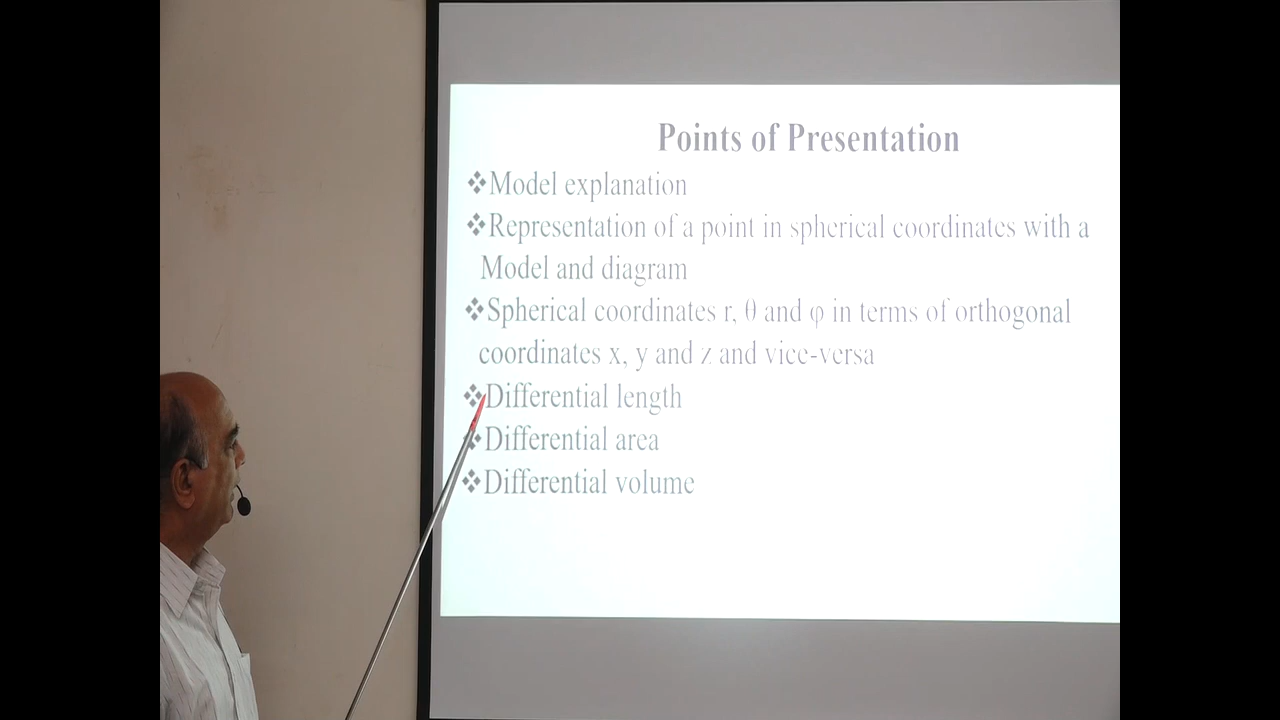 Points of Presentation
❖Model explanation
❖Representation of a point in spherical coordinates with a
Model and diagram
❖Spherical coordinates r, θ and φ in terms of orthogonal
coordinates x, y and z and vice-versa
❖Differential length
❖Differential area
❖Differential volume